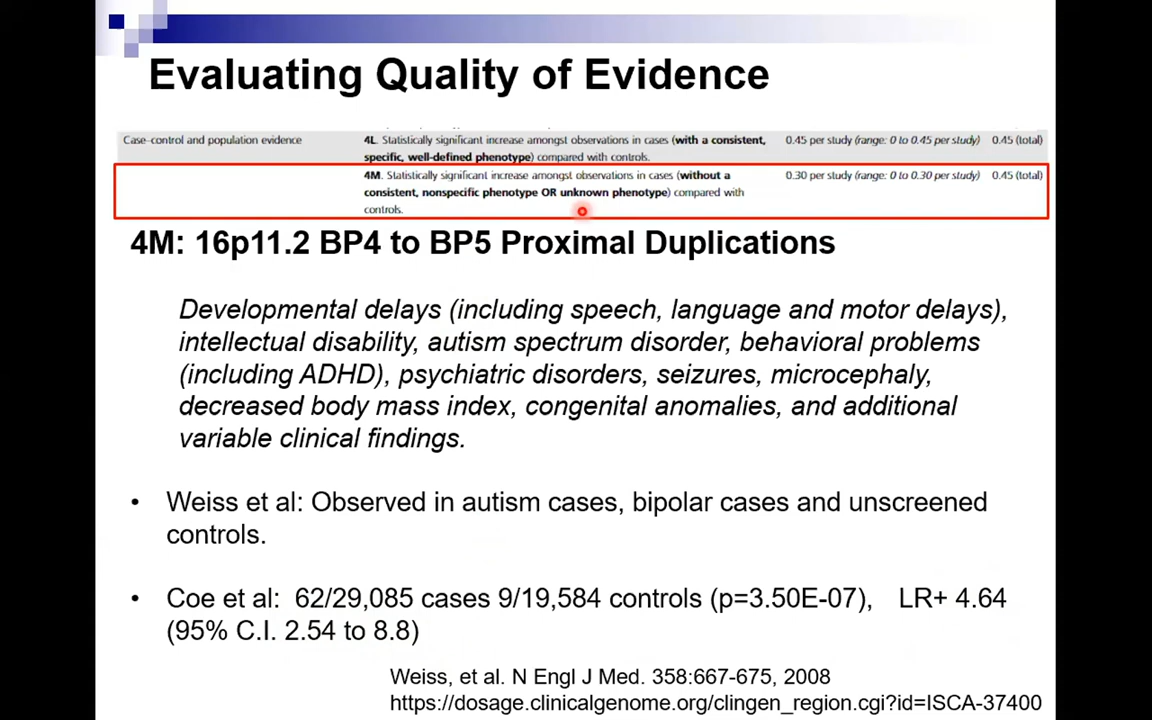 Evaluating Quality of Evidence
Case-control and population evidence 4L. Statistically significant increase amongst observations in cases (with a consistent, 0.45 per study (range: 0 to 0.45 per study) 0.45 (total)
specific, well-defined phenotype) compared with controls.
4M. Statistically significant increase amongst observations in cases (without a 0.30 per study (range: 0 to 0.30 per study) 0.45 (total)
consistent, nonspecific phenotype OR unknown phenotype) compared with
controls.
4M: 16p11.2 BP4 to BP5 Proximal Duplications
Developmental delays (including speech, language and motor delays),
intellectual disability, autism spectrum disorder, behavioral problems
(including ADHD), psychiatric disorders, seizures, microcephaly,
decreased body mass index, congenital anomalies, and additional
variable clinical findings.
• Weiss et al: Observed in autism cases, bipolar cases and unscreened
controls.
• Coe et al: 62/29,085 cases 9/19,584 controls (p=3.50E-07), LR+ 4.64
(95% C.I. 2.54 to 8.8)
Weiss, et al. N Engl J Med. 358:667-675, 2008
https://dosage.clinicalgenome.org/clingen_region.cgi?id=ISCA-37400